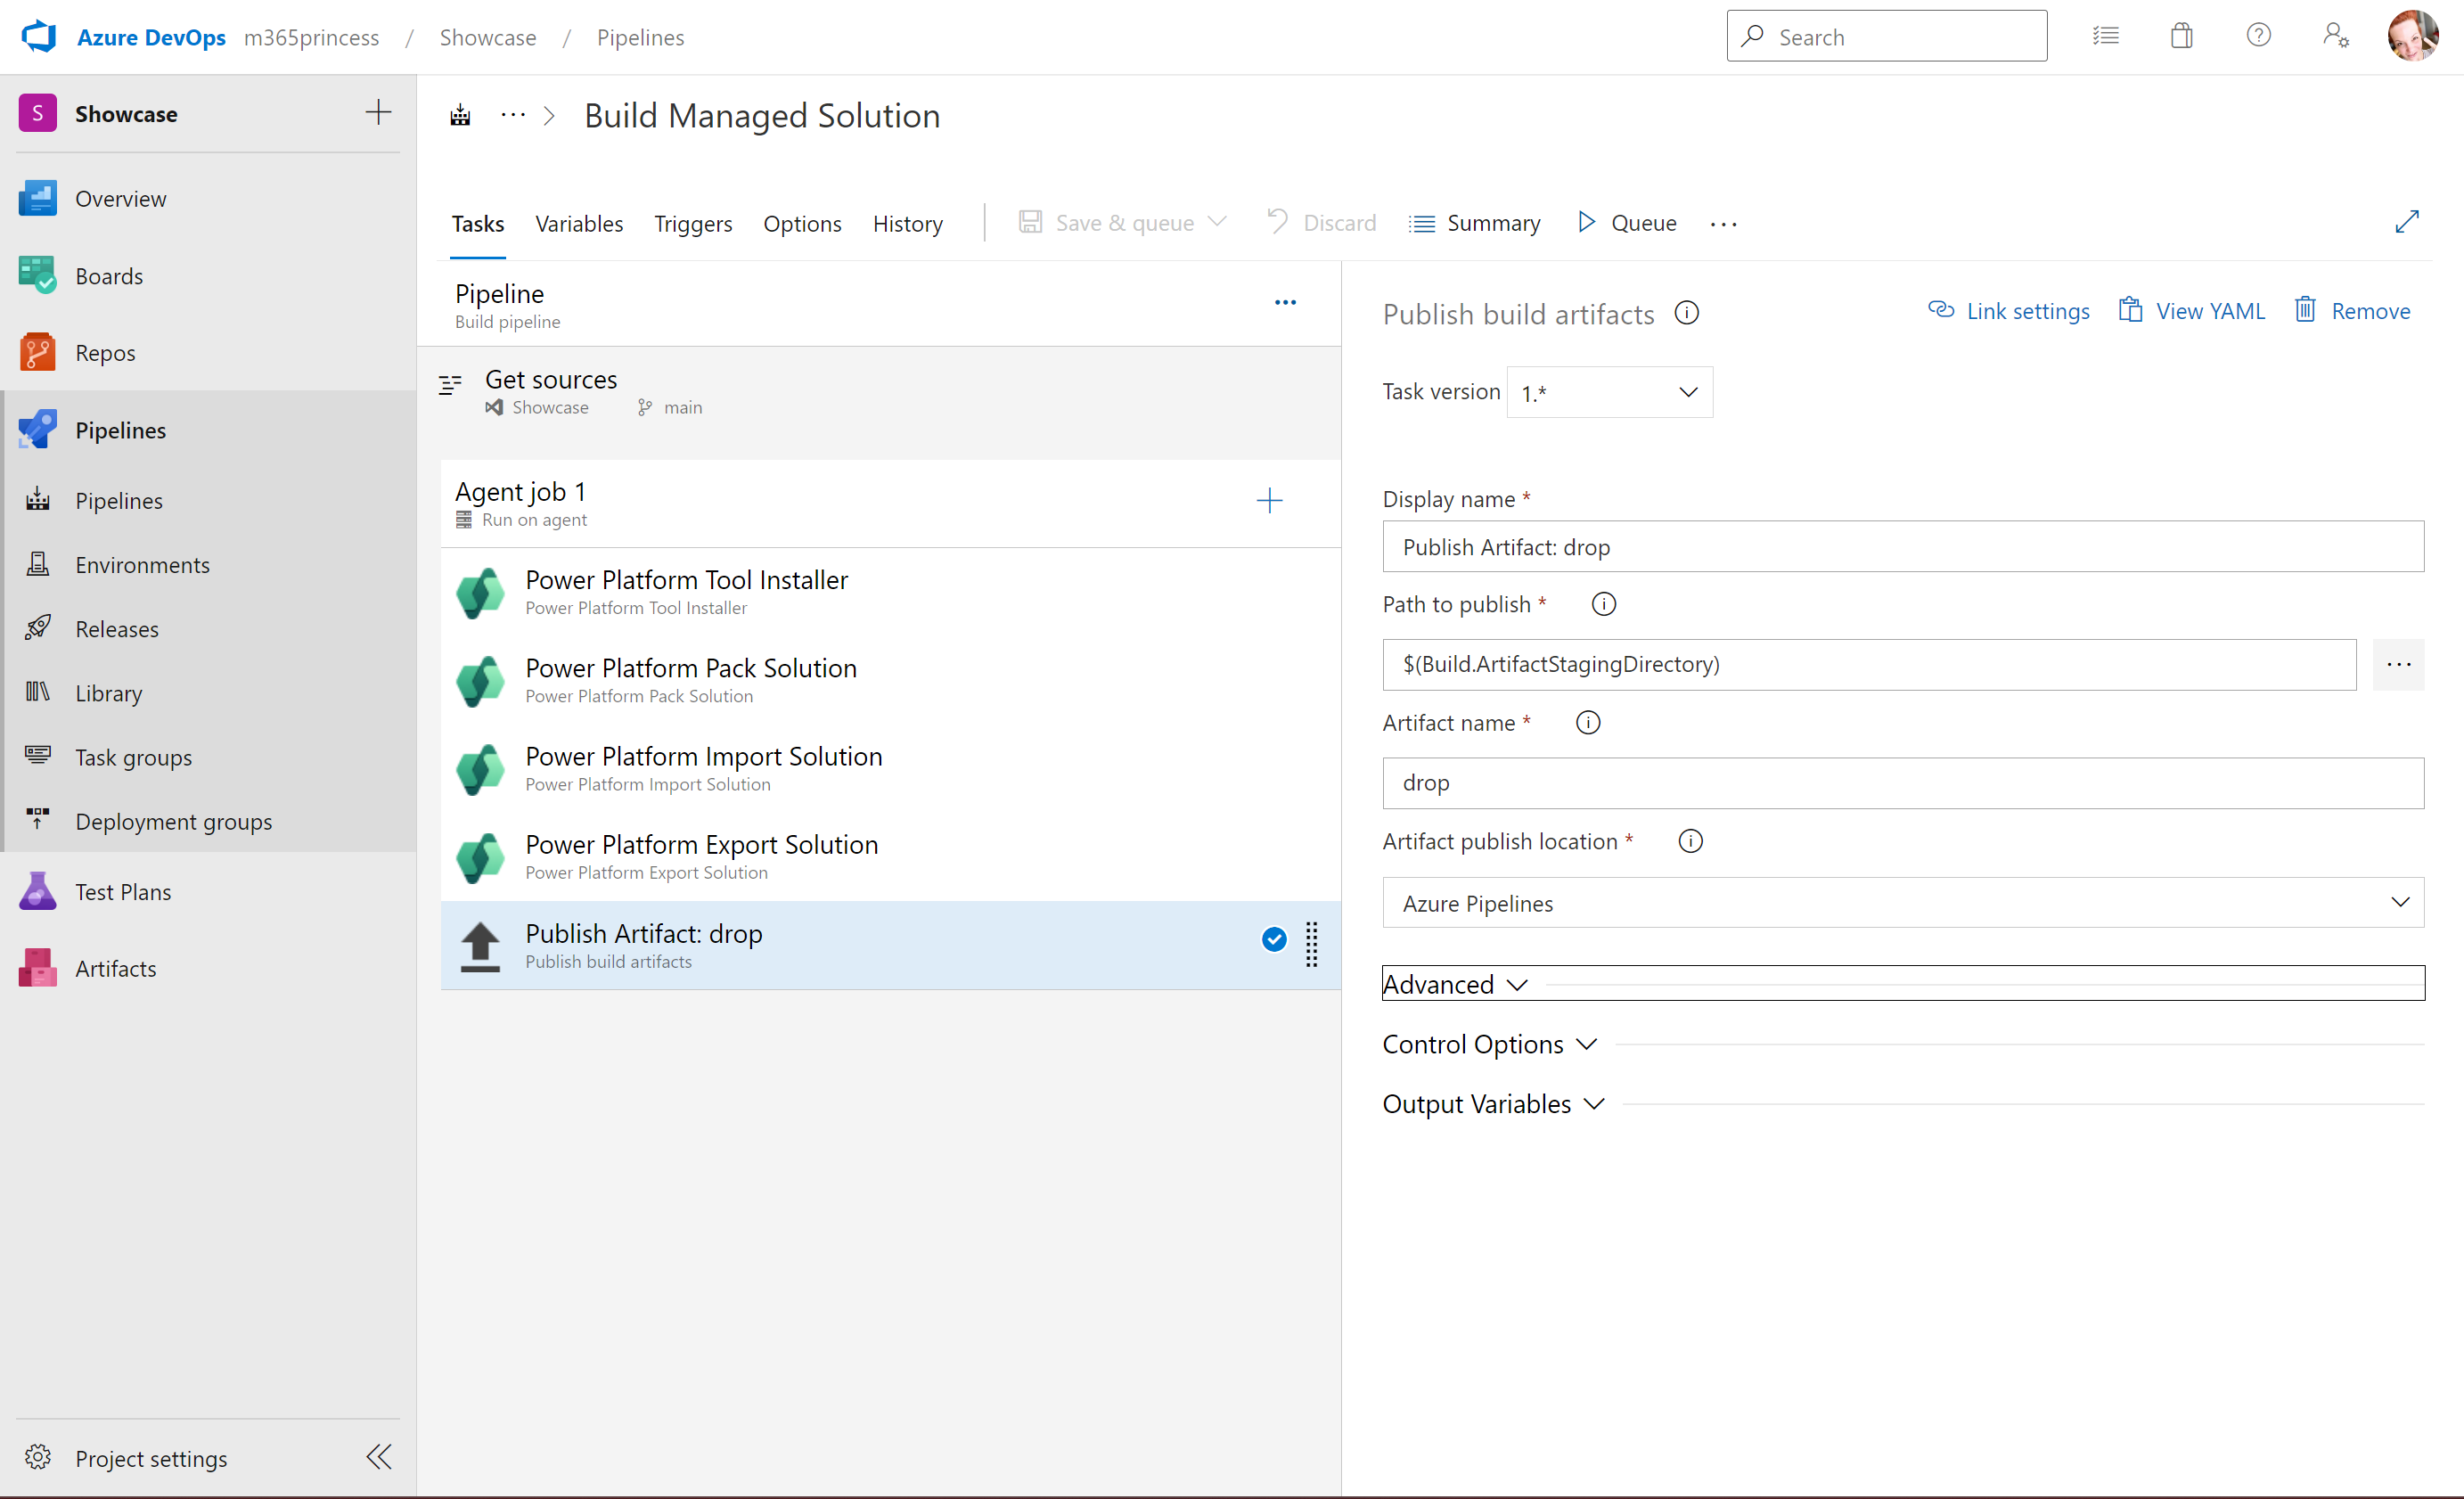 Azure DevOps m365princess / Showcase / Pipelines
Search
S Showcase
Overview
Boards
Repos
Pipelines
Pipelines
Environments
Releases
Library
Task groups
Deployment groups
Test Plans
Artifacts
Project settings
··· > Build Managed Solution
Tasks Variables Triggers Options History Save & queue Discard Summary Queue ···
Pipeline
Build pipeline
Get sources
Showcase main
Agent job 1
Run on agent
Power Platform Tool Installer
Power Platform Tool Installer
Power Platform Pack Solution
Power Platform Pack Solution
Power Platform Import Solution
Power Platform Import Solution
Power Platform Export Solution
Power Platform Export Solution
Publish Artifact: drop
Publish build artifacts
Publish build artifacts Link settings View YAML Remove
Task version 1.*
Display name *
Publish Artifact: drop
Path to publish *
$(Build.ArtifactStagingDirectory)
Artifact name *
drop
Artifact publish location *
Azure Pipelines
Advanced
Control Options
Output Variables